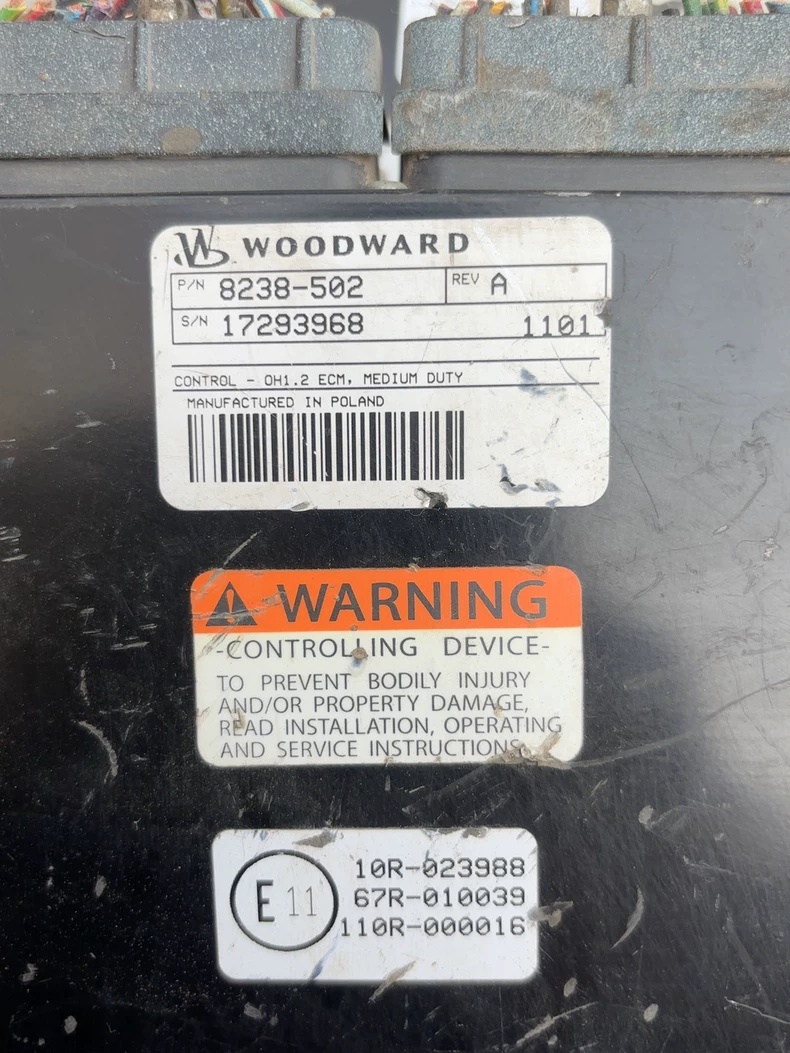 WOODWARD
P/N 8238-502 REV A
S/N 17293968 1101
CONTROL - OH1.2 ECM, MEDIUM DUTY
MANUFACTURED IN POLAND
WARNING
-CONTROLLING DEVICE-
TO PREVENT BODILY INJURY
AND/OR PROPERTY DAMAGE,
READ INSTALLATION, OPERATING
AND SERVICE INSTRUCTIONS
E 11
10R-023988
67R-010039
110R-000016